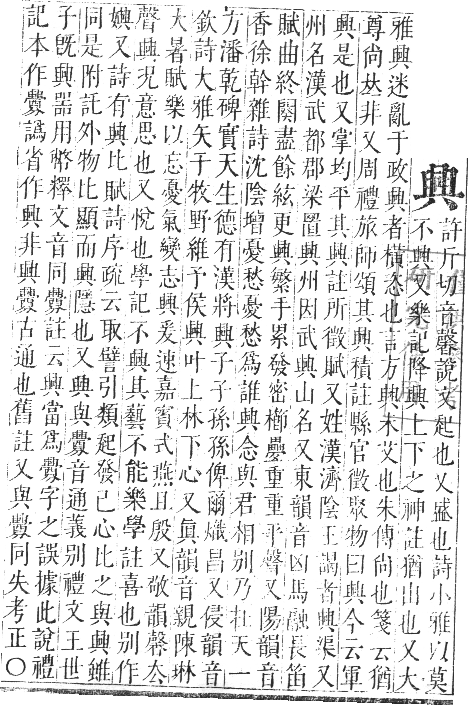 興
許斤切音馨說文起也又盛也詩小雅以莫
不興又樂記降興上下之神註猶出也又大
雅興迷亂于政興者橫恣也詩方興未艾也朱傳尚也箋云猶
尊尚𠀤非又周禮旅師頌其興積註縣官徵聚物曰興今云軍
興是也又掌均平其興註所徵賦又姓漢濟陰王謁者興渠又
州名漢武都郡梁置興州因武興山名又東韻音凶馬融長笛
賦曲終闋盡餘絃更興繁手累發密櫛疊重重平聲又陽韻音
香徐幹雜詩沈陰增憂愁憂愁爲誰興念與君相別乃在天一
方潘乾碑實天生德有漢將興子子孫孫俾爾熾昌又侵韻音
欽詩大雅矢于牧野維予侯興叶上林下心又眞韻音親陳琳
大暑賦樂以忘憂氣變志興爰速嘉賓式燕且殷又敬韻馨去
聲興况意思也又悅也學記不興其藝不能樂學註喜也別作
嬹又詩有興比賦詩序疏云取譬引類起發己心比之與興雖
同是附託外物比顯而興隱也又興與釁音通義別禮文王世
子旣興器用幣釋文音同釁註云興當爲釁字之誤據此說禮
記本作釁譌省作興非興釁古通也舊註又與釁同失考正〇